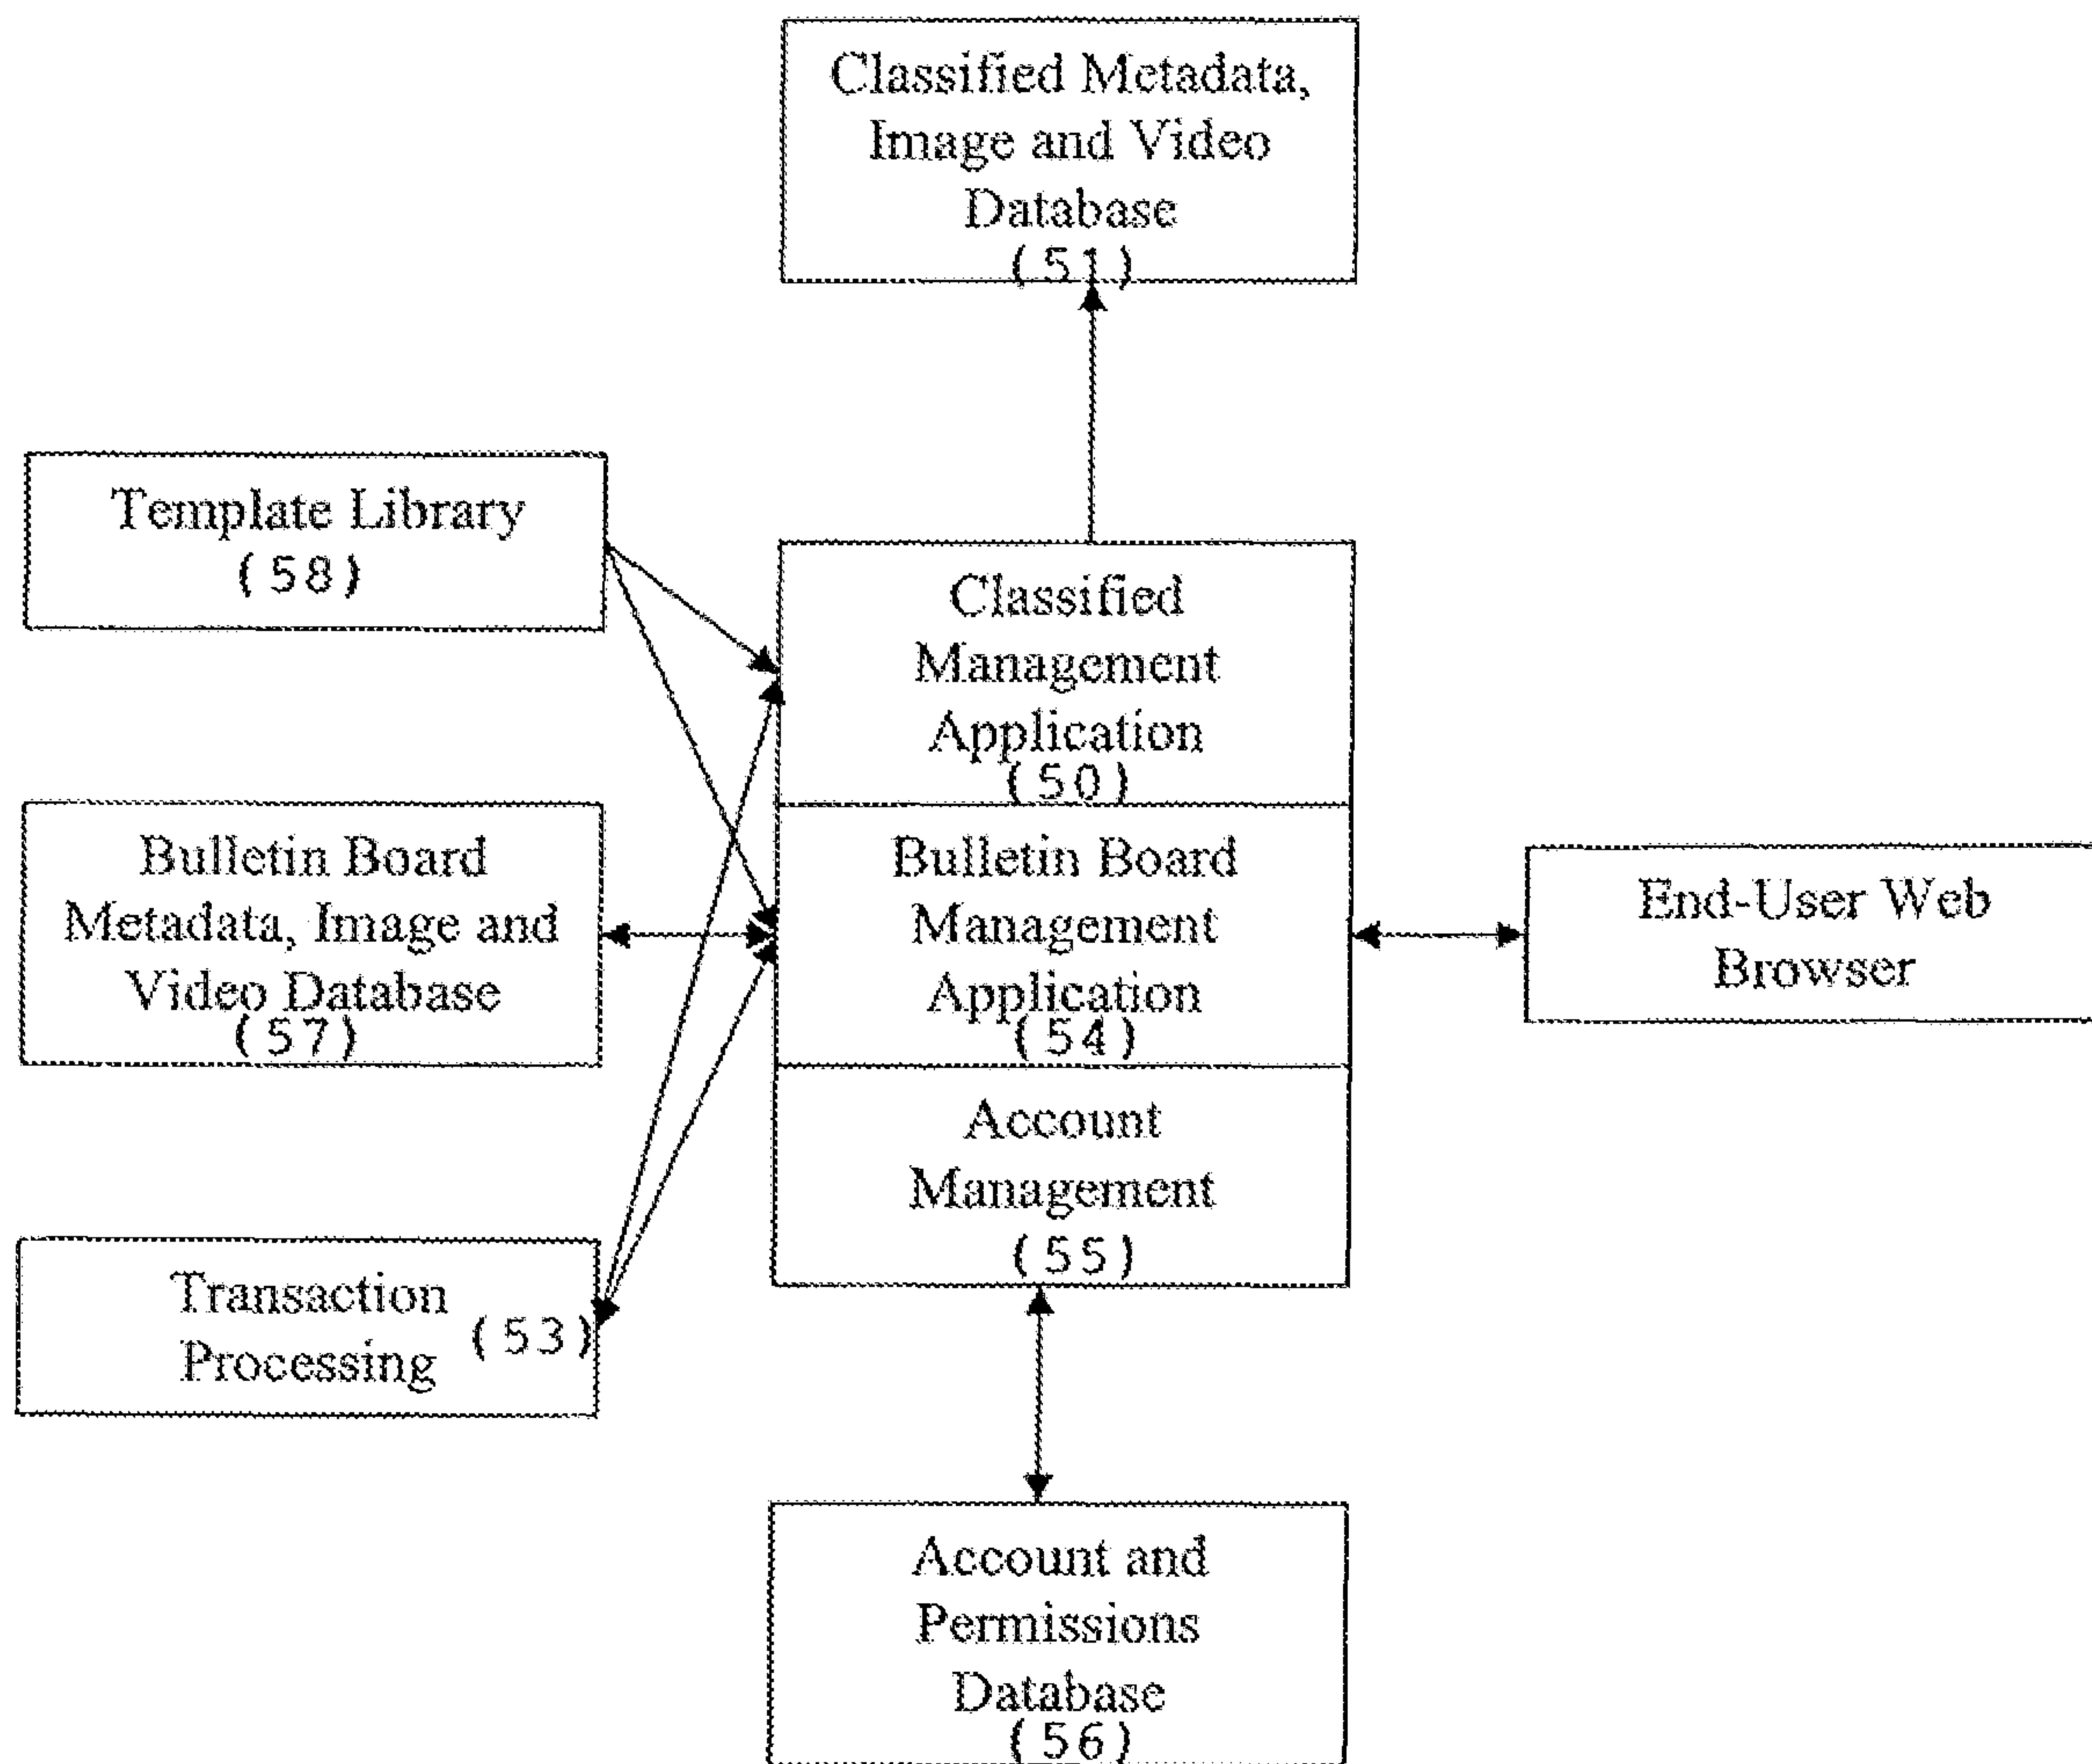 Classified Metadata,
Image and Video
Database
(51)
Template Library
(58)
Classified
Management
Application
(50)
Bulletin Board
Metadata, Image and
Video Database
(57)
Bulletin Board
Management
Application
(54)
End-User Web
Browser
Account
Management
(55)
Transaction
Processing (53)
Account and
Permissions
Database
(56)